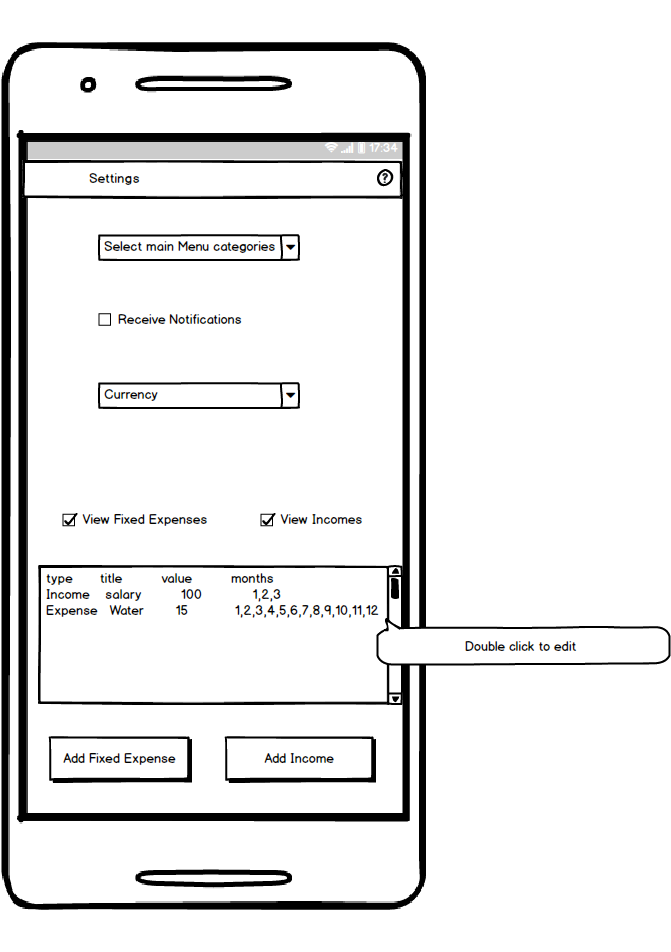 17:34
Settings ?
Select main Menu categories
Receive Notifications
Currency
View Fixed Expenses View Incomes
type title value months
Income salary 100 1,2,3
Expense Water 15 1,2,3,4,5,6,7,8,9,10,11,12
Double click to edit
Add Fixed Expense Add Income